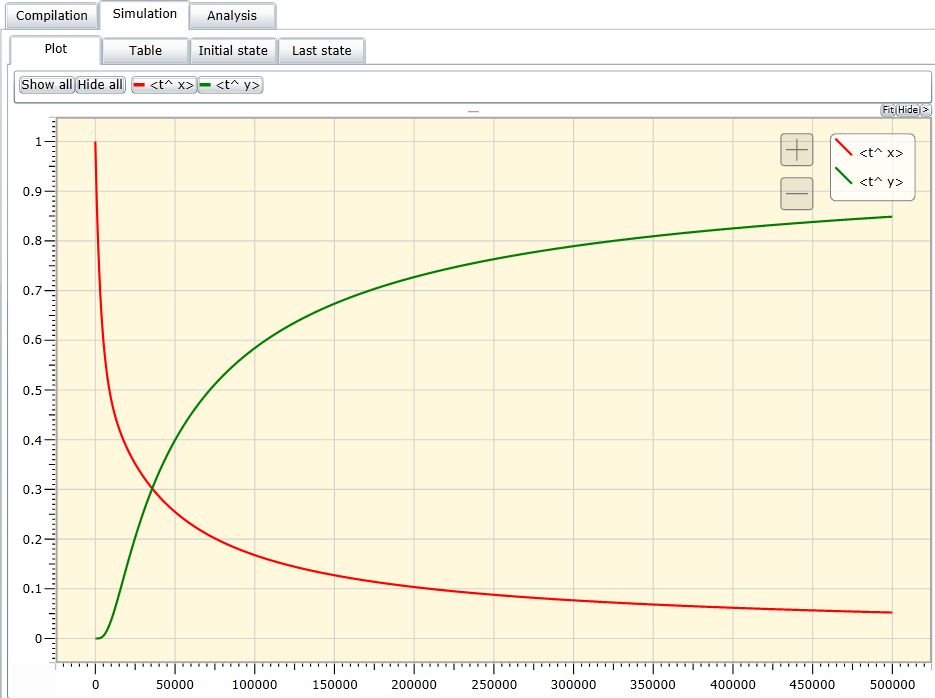 Compilation Simulation Analysis
Plot Table Initial state Last state
Show all Hide all <t^ x> <t^ y>
Fit Hide >
<t^ x>
<t^ y>
1
0.9
0.8
0.7
0.6
0.5
0.4
0.3
0.2
0.1
0
0 50000 100000 150000 200000 250000 300000 350000 400000 450000 500000